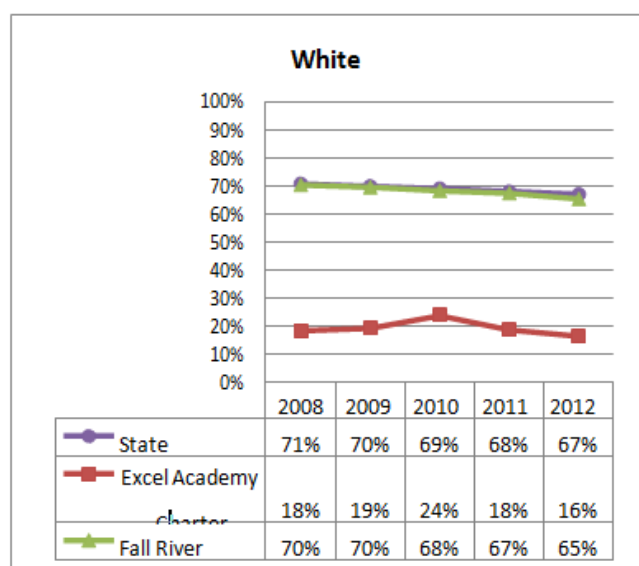 White
100%
90%
80%
70%
60%
50%
40%
30%
20%
10%
0%
2008 2009 2010 2011 2012
State 71% 70% 69% 68% 67%
Excel Academy
Charter 18% 19% 24% 18% 16%
Fall River 70% 70% 68% 67% 65%